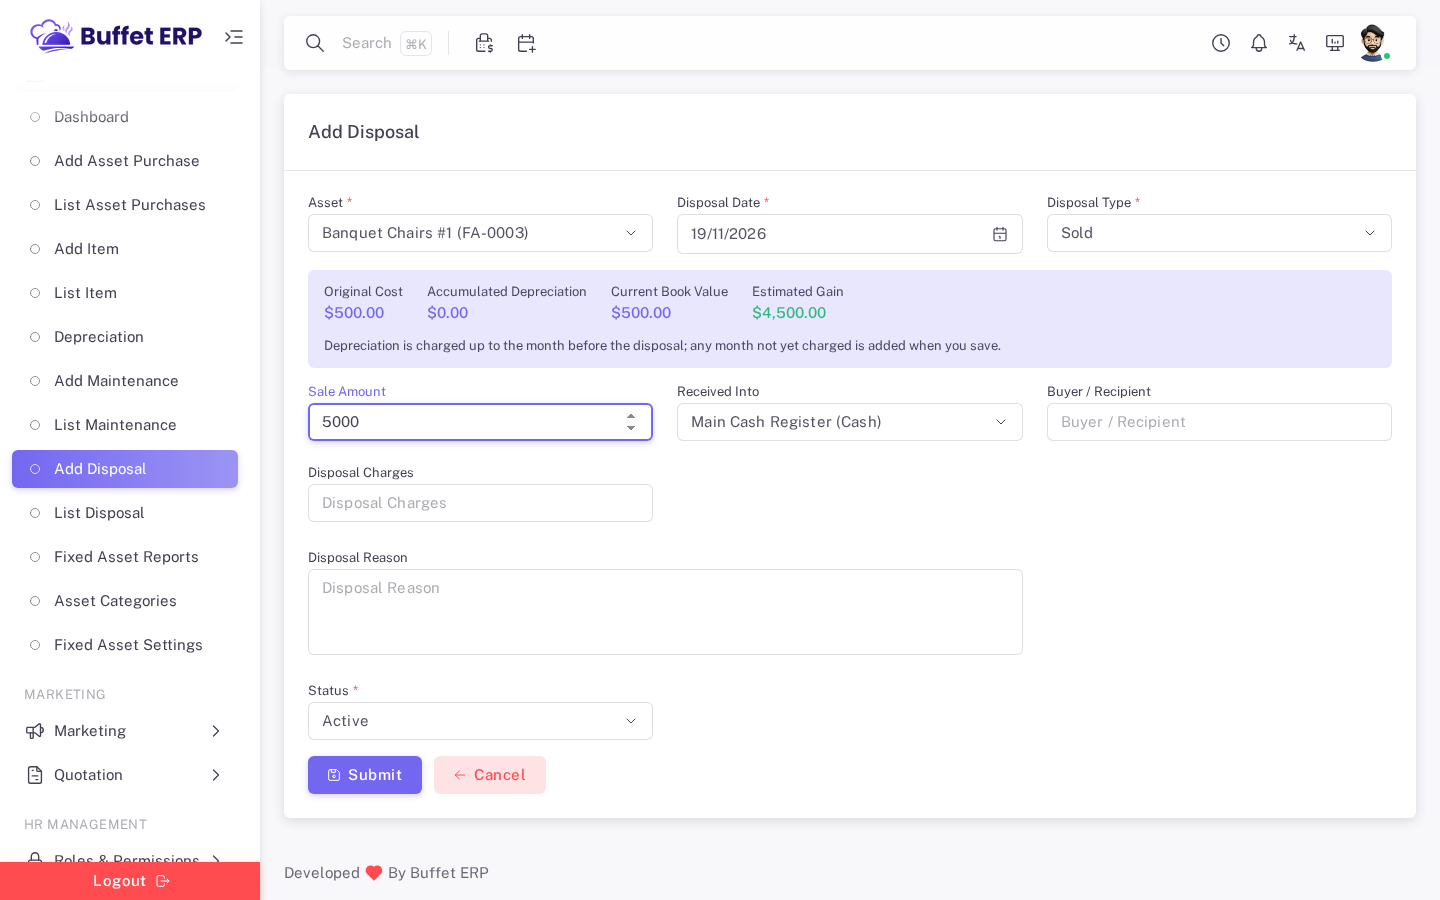 Buffet ERP
Search
⌘K
Dashboard
Add Asset Purchase
List Asset Purchases
Add Item
List Item
Depreciation
Add Maintenance
List Maintenance
Add Disposal
List Disposal
Fixed Asset Reports
Asset Categories
Fixed Asset Settings
MARKETING
Marketing
Quotation
HR MANAGEMENT
Roles & Permissions
Logout
Add Disposal
Asset *
Banquet Chairs #1 (FA-0003)
Disposal Date *
19/11/2026
Disposal Type *
Sold
Original Cost
$500.00
Accumulated Depreciation
$0.00
Current Book Value
$500.00
Estimated Gain
$4,500.00
Depreciation is charged up to the month before the disposal; any month not yet charged is added when you save.
Sale Amount
5000
Received Into
Main Cash Register (Cash)
Buyer / Recipient
Buyer / Recipient
Disposal Charges
Disposal Charges
Disposal Reason
Disposal Reason
Status *
Active
Submit
Cancel
Developed
By Buffet ERP